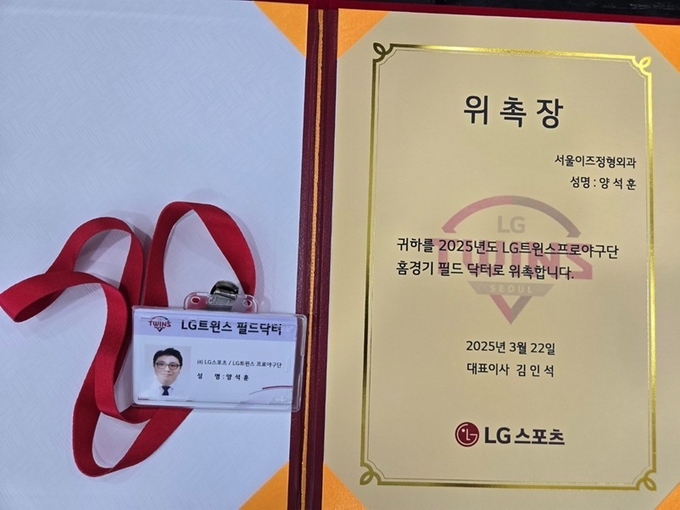 TWINS
LG트윈스 필드닥터
㈜ LG스포츠 / LG트윈스 프로야구단
성 명 : 양 석 훈
위 촉 장
서울이즈정형외과
성명 : 양 석 훈
LG
TWINS
SEOUL
귀하를 2025년도 LG트윈스프로야구단
홈경기 필드 닥터로 위촉합니다.
2025년 3월 22일
대표이사 김 인 석
LG 스포츠